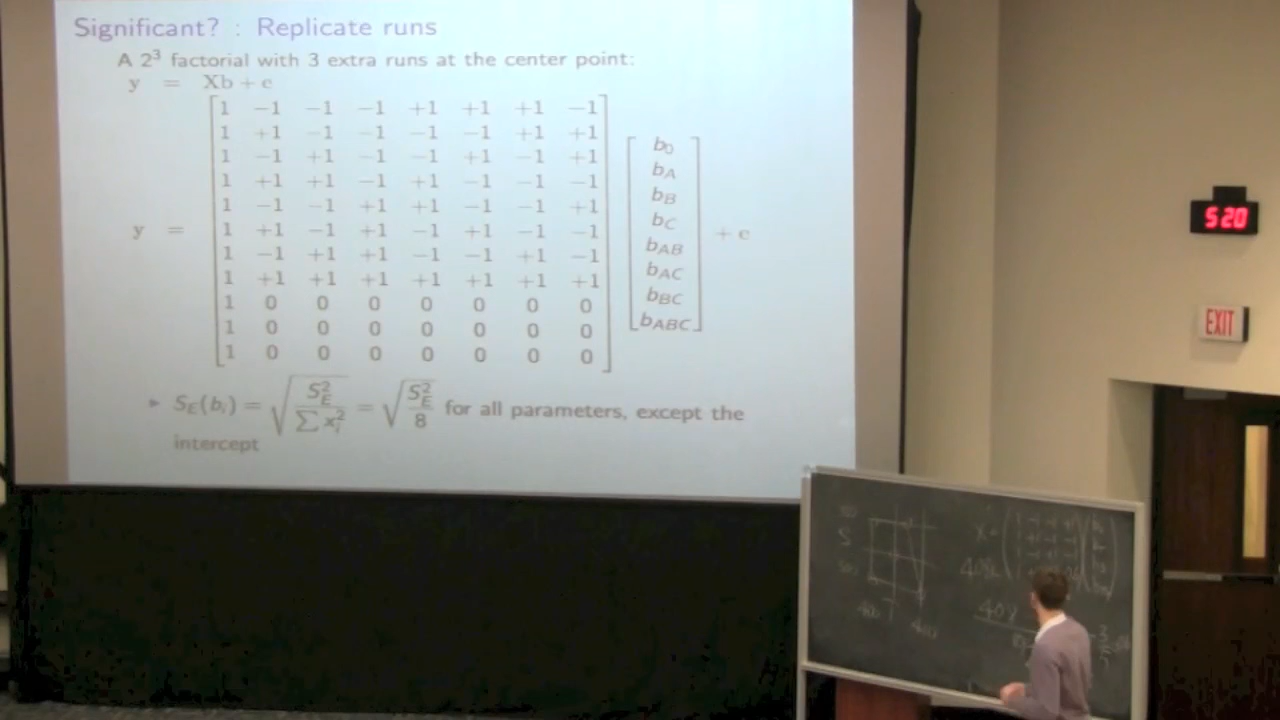 Significant? : Replicate runs
A 2³ factorial with 3 extra runs at the center point:
y = Xb + e
y = [1 −1 −1 −1 +1 +1 +1 −1
1 +1 −1 −1 −1 −1 +1 +1
1 −1 +1 −1 −1 +1 −1 +1
1 +1 +1 −1 +1 −1 −1 −1
1 −1 −1 +1 +1 −1 −1 +1
1 +1 −1 +1 −1 +1 −1 −1
1 −1 +1 +1 −1 −1 +1 −1
1 +1 +1 +1 +1 +1 +1 +1
1 0 0 0 0 0 0 0
1 0 0 0 0 0 0 0
1 0 0 0 0 0 0 0]
[b₀
b_A
b_B
b_C
b_AB
b_AC
b_BC
b_ABC] + e
▸ S_E(b_i) = √(S_E²/∑x_i²) = √(S_E²/8) for all parameters, except the
intercept
5 20
EXIT